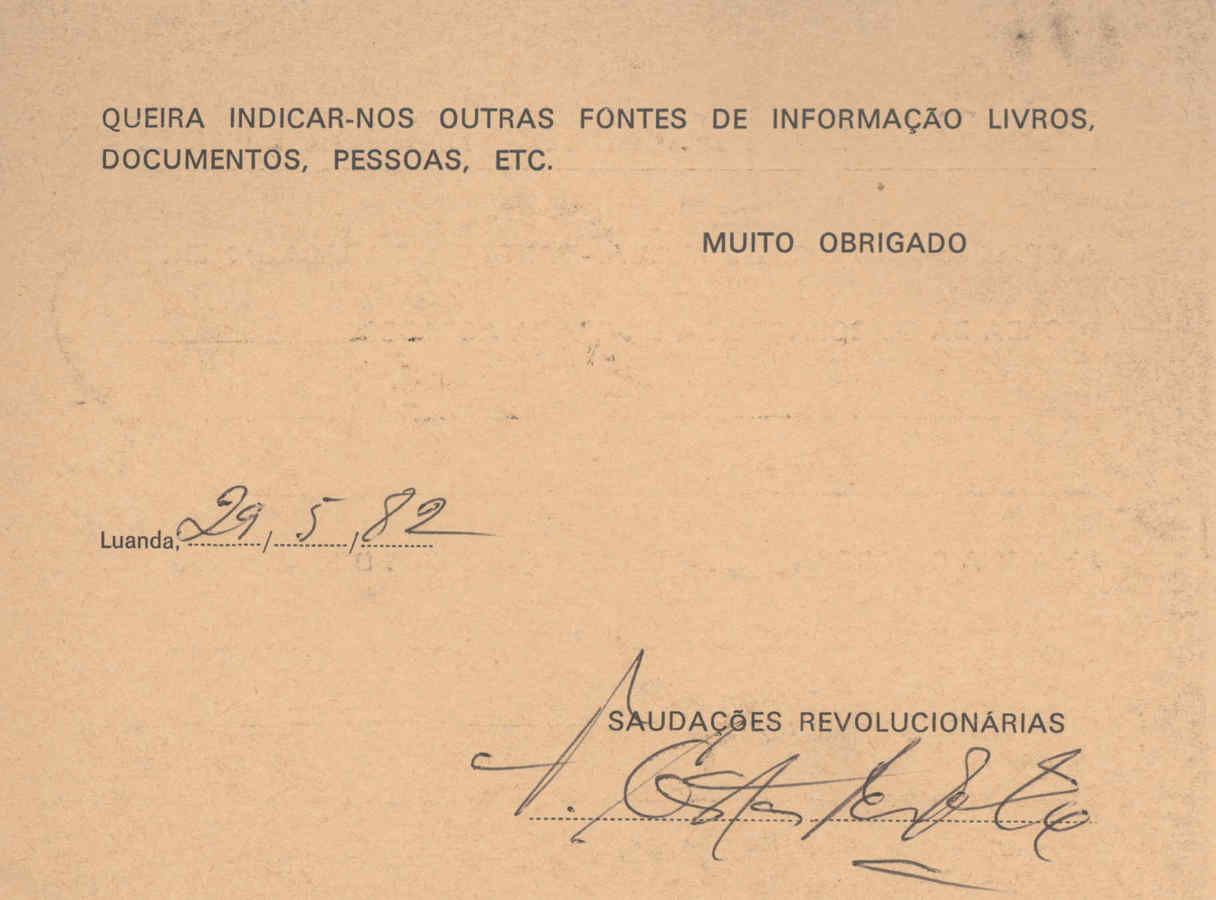 QUEIRA INDICAR-NOS OUTRAS FONTES DE INFORMAÇÃO LIVROS,
DOCUMENTOS, PESSOAS, ETC.
MUITO OBRIGADO
Luanda, 29/5/82
SAUDAÇÕES REVOLUCIONÁRIAS